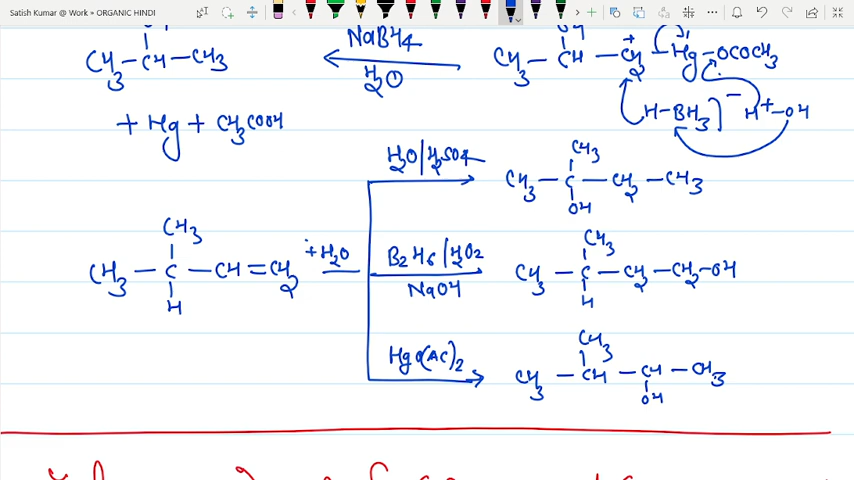 Satish Kumar @ Work » ORGANIC HINDI
CH3–CH–CH3
NaBH4
H2O
CH3–CH–CH2 Hg–OCOCH3
OH
+
+ Hg + CH3COOH
H–BH3]– H+–OH
H2O/H2SO4
CH3
CH3–C–CH2–CH3
OH
CH3
CH3–C–CH=CH2
H
+H2O
B2H6/H2O2
NaOH
CH3
CH3–C–CH2–CH2–OH
H
Hg(AC)2
CH3
CH3–CH–CH–CH3
OH